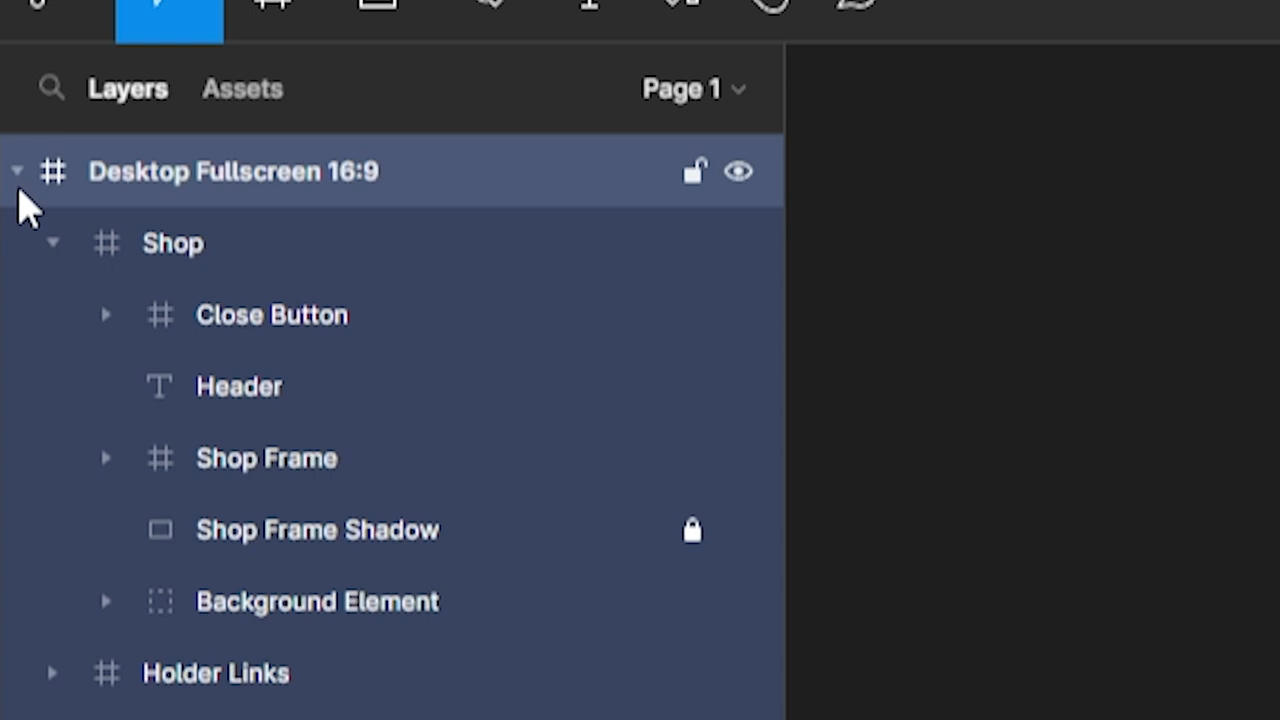 Layers Assets Page 1
Desktop Fullscreen 16:9
Shop
Close Button
Header
Shop Frame
Shop Frame Shadow
Background Element
Holder Links